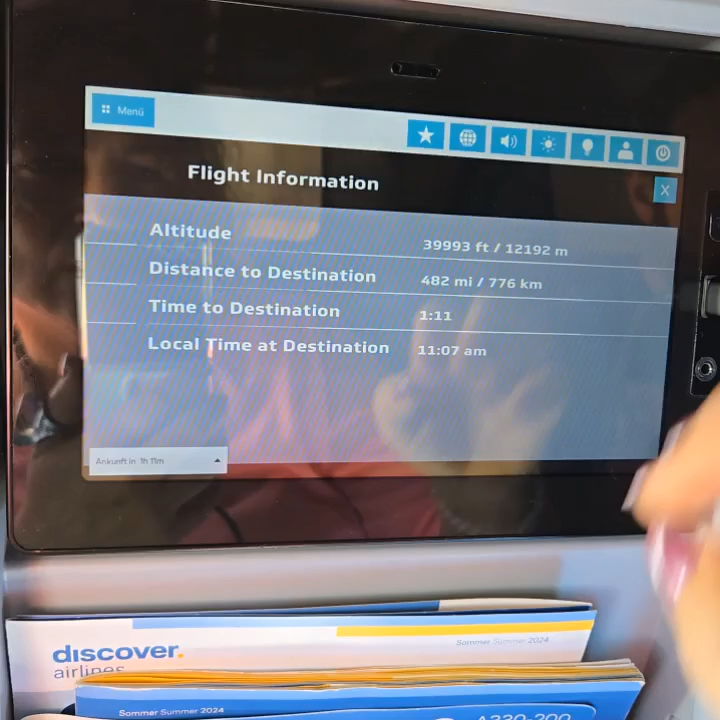 Menü
Flight Information
X
Altitude 39993 ft / 12192 m
Distance to Destination 482 mi / 776 km
Time to Destination 1:11
Local Time at Destination 11:07 am
Ankunft in 1h 11m
Sommer Summer 2024
discover
airlines
Sommer Summer 2024
A330-200